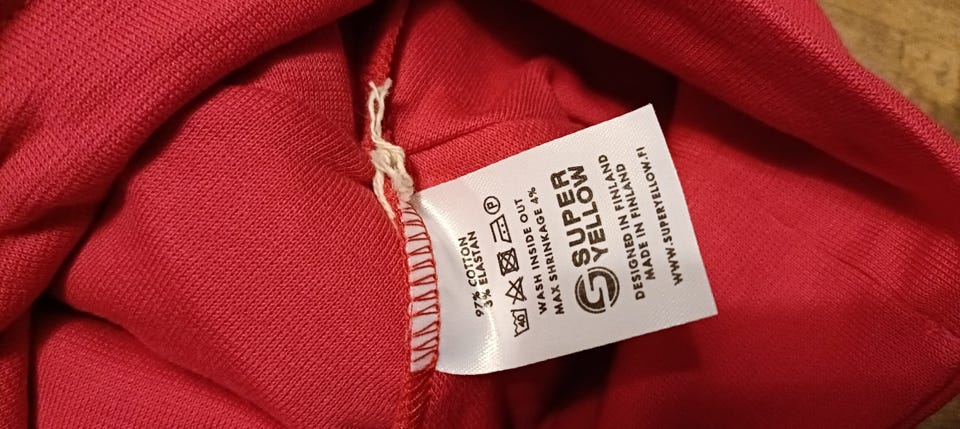 97% COTTON
3% ELASTAN
40 P
WASH INSIDE OUT
MAX SHRINKAGE 4%
SUPER
YELLOW
DESIGNED IN FINLAND
MADE IN FINLAND
WWW.SUPERYELLOW.FI